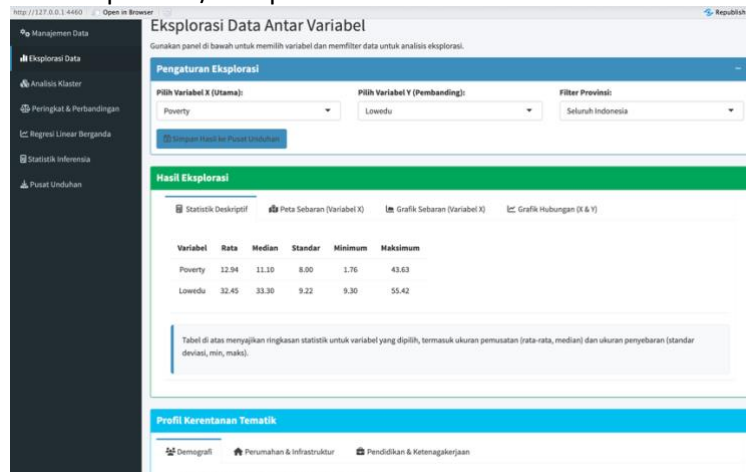 http://127.0.0.1:4460
Open in Browser
Republish
Manajemen Data
Eksplorasi Data
Analisis Klaster
Peringkat & Perbandingan
Regresi Linear Berganda
Statistik Inferensia
Pusat Unduhan
Eksplorasi Data Antar Variabel
Gunakan panel di bawah untuk memilih variabel dan memfilter data untuk analisis eksplorasi.
Pengaturan Eksplorasi
Pilih Variabel X (Utama): Pilih Variabel Y (Pembanding): Filter Provinsi:
Poverty Lowedu Seluruh Indonesia
Simpan Hasil ke Pusat Unduhan
Hasil Eksplorasi
Statistik Deskriptif Peta Sebaran (Variabel X) Grafik Sebaran (Variabel X) Grafik Hubungan (X & Y)
Variabel Rata Median Standar Minimum Maksimum
Poverty 12.94 11.10 8.00 1.76 43.63
Lowedu 32.45 33.30 9.22 9.30 55.42
Tabel di atas menyajikan ringkasan statistik untuk variabel yang dipilih, termasuk ukuran pemusatan (rata-rata, median) dan ukuran penyebaran (standar
deviasi, min, maks).
Profil Kerentanan Tematik
Demografi Perumahan & Infrastruktur Pendidikan & Ketenagakerjaan